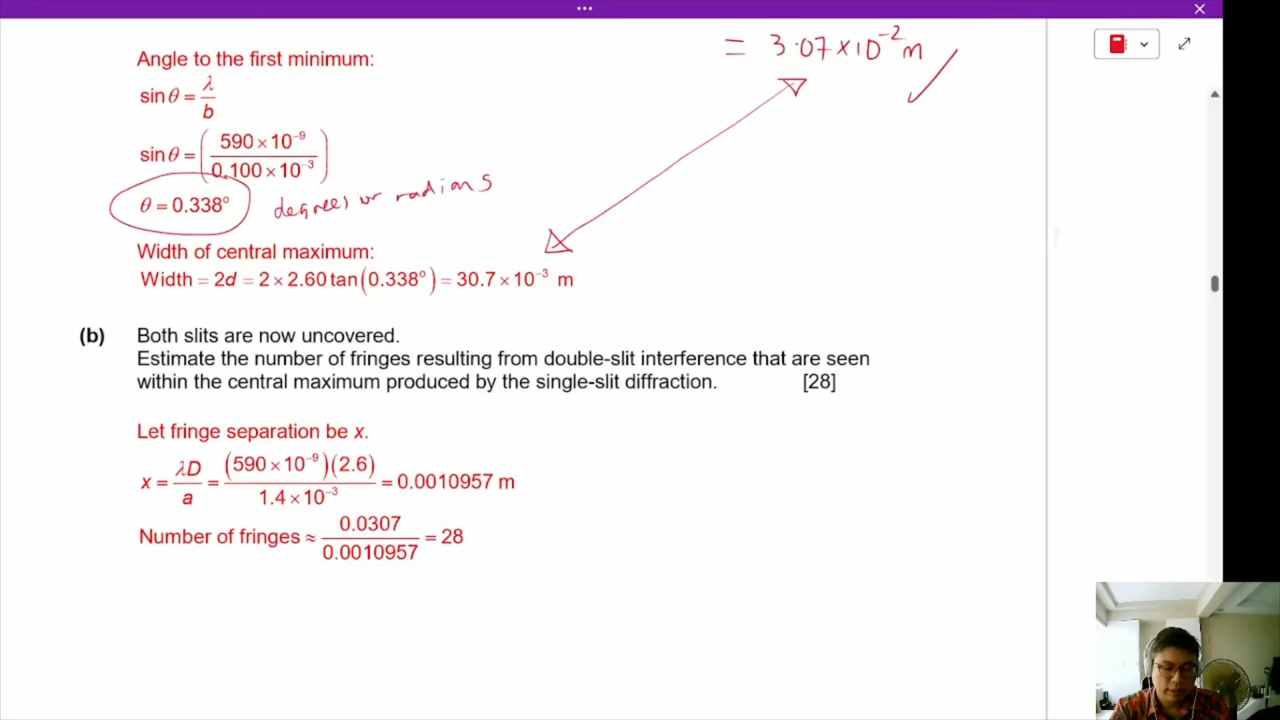 = 3.07×10⁻² m ✓
Angle to the first minimum:
sin θ = λ/b
sin θ = (590×10⁻⁹ / 0.100×10⁻³)
θ = 0.338° degrees or radians
Width of central maximum:
Width = 2d = 2 × 2.60 tan(0.338°) = 30.7×10⁻³ m
(b) Both slits are now uncovered.
Estimate the number of fringes resulting from double-slit interference that are seen
within the central maximum produced by the single-slit diffraction. [28]
Let fringe separation be x.
x = λD/a = (590×10⁻⁹)(2.6) / 1.4×10⁻³ = 0.0010957 m
Number of fringes ≈ 0.0307/0.0010957 = 28